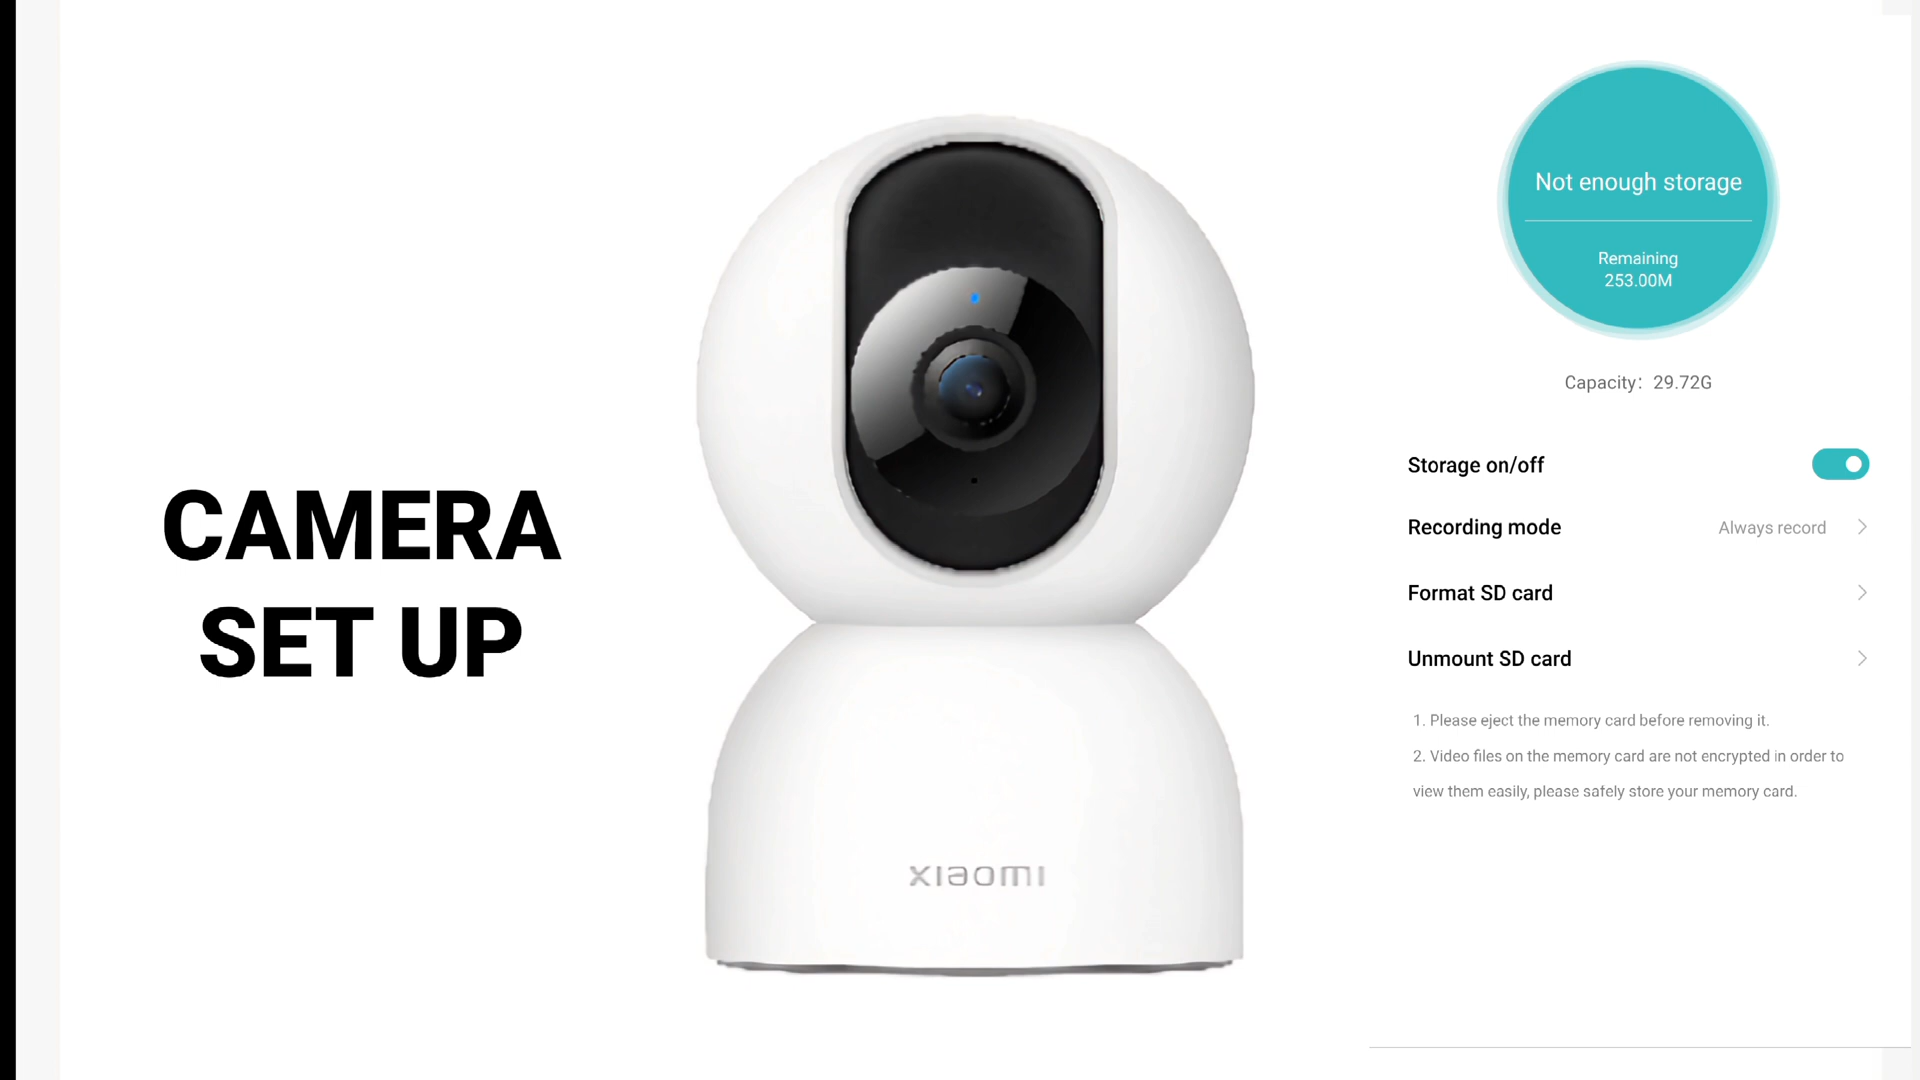 CAMERA
SET UP
xiaomi
Not enough storage
Remaining
253.00M
Capacity: 29.72G
Storage on/off
Recording mode Always record
Format SD card
Unmount SD card
1. Please eject the memory card before removing it.
2. Video files on the memory card are not encrypted in order to
view them easily, please safely store your memory card.